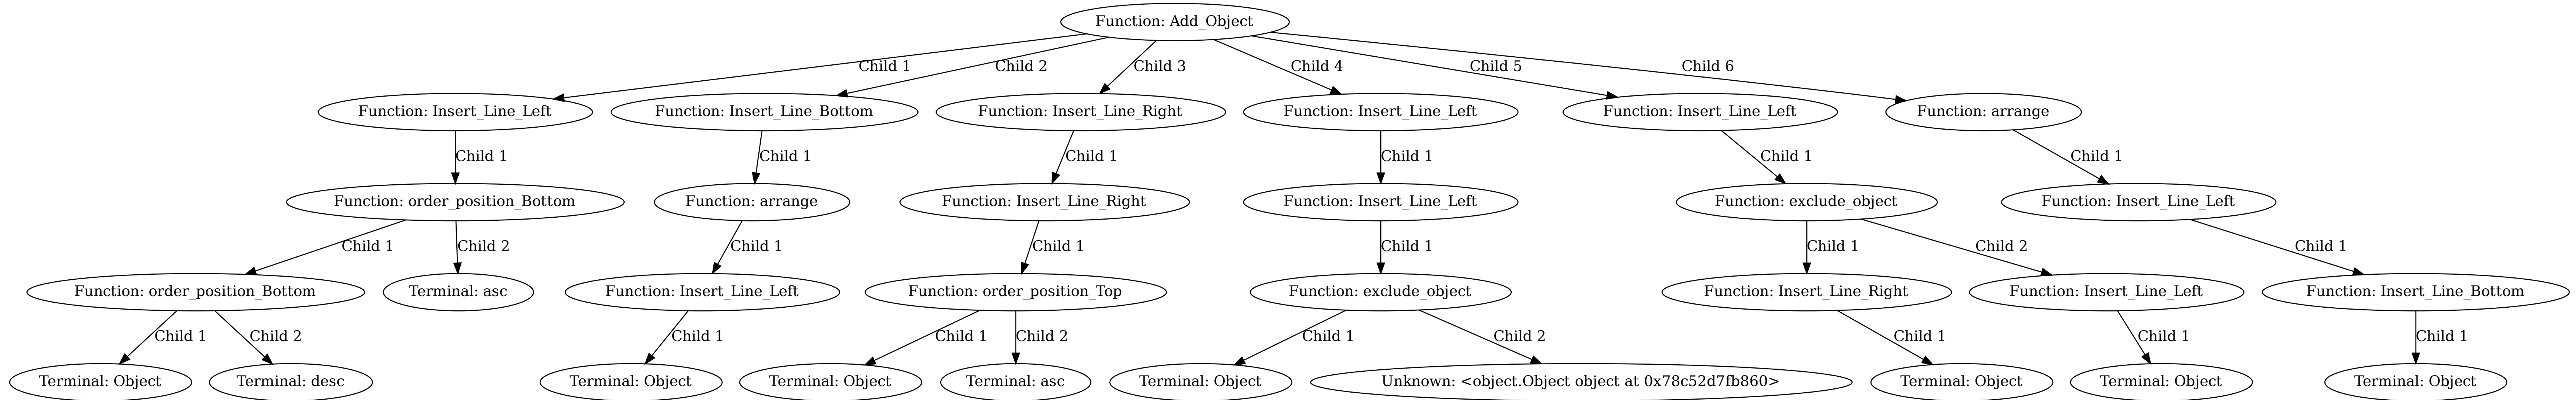 Function: Add_Object
Child 1
Child 2
Child 3
Child 4
Child 5
Child 6
Function: Insert_Line_Left
Function: Insert_Line_Bottom
Function: Insert_Line_Right
Function: Insert_Line_Left
Function: Insert_Line_Left
Function: arrange
Child 1
Child 1
Child 1
Child 1
Child 1
Child 1
Function: order_position_Bottom
Function: arrange
Function: Insert_Line_Right
Function: Insert_Line_Left
Function: exclude_object
Function: Insert_Line_Left
Child 1
Child 2
Child 1
Child 1
Child 1
Child 1
Child 2
Child 1
Function: order_position_Bottom
Terminal: asc
Function: Insert_Line_Left
Function: order_position_Top
Function: exclude_object
Function: Insert_Line_Right
Function: Insert_Line_Left
Function: Insert_Line_Bottom
Child 1
Child 2
Child 1
Child 1
Child 2
Child 1
Child 2
Child 1
Child 1
Child 1
Terminal: Object
Terminal: desc
Terminal: Object
Terminal: Object
Terminal: asc
Terminal: Object
Unknown: <object.Object object at 0x78c52d7fb860>
Terminal: Object
Terminal: Object
Terminal: Object